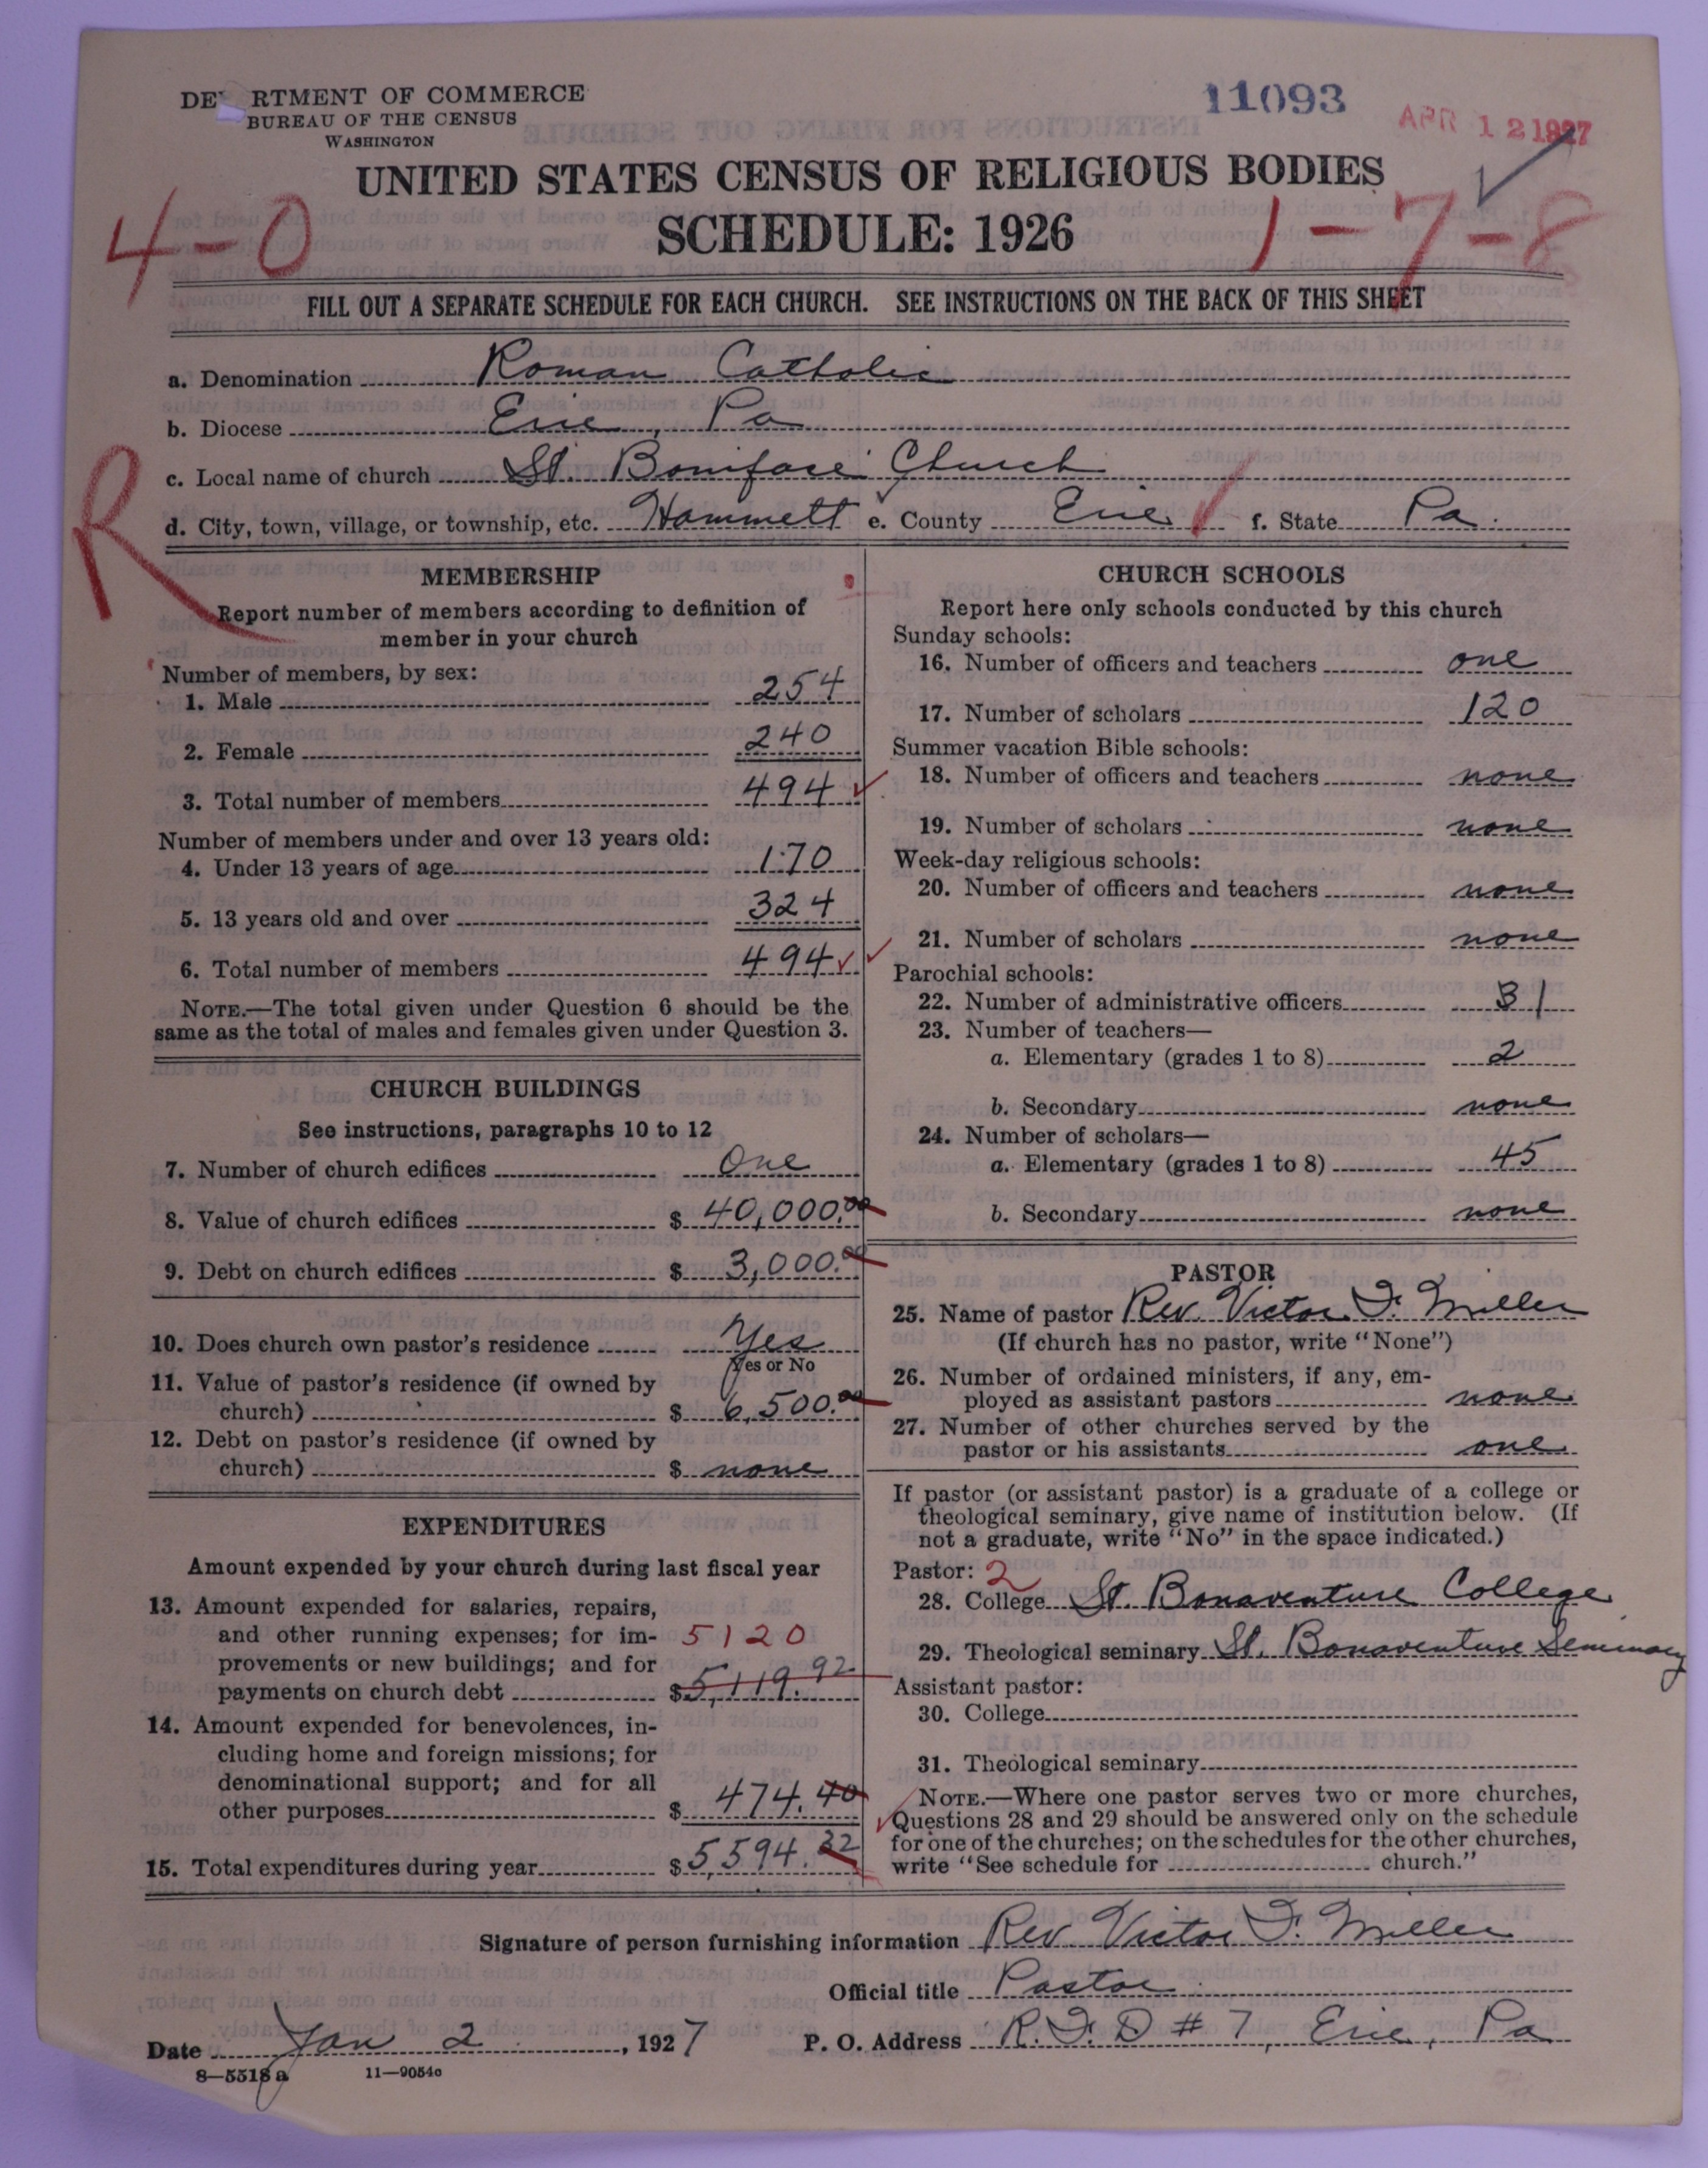 DE RTMENT OF COMMERCE
BUREAU OF THE CENSUS
WASHINGTON
11093
APR 12 1927
UNITED STATES CENSUS OF RELIGIOUS BODIES
SCHEDULE: 1926
4-0
1-7-8
FILL OUT A SEPARATE SCHEDULE FOR EACH CHURCH. SEE INSTRUCTIONS ON THE BACK OF THIS SHEET
a. Denomination Roman Catholic
b. Diocese Erie, Pa
c. Local name of church St. Boniface Church
d. City, town, village, or township, etc. Hammett e. County Erie f. State Pa.
R
MEMBERSHIP
Report number of members according to definition of
member in your church
Number of members, by sex:
1. Male 254
2. Female 240
3. Total number of members 494
Number of members under and over 13 years old:
4. Under 13 years of age 170
5. 13 years old and over 324
6. Total number of members 494
NOTE.—The total given under Question 6 should be the
same as the total of males and females given under Question 3.
CHURCH BUILDINGS
See instructions, paragraphs 10 to 12
7. Number of church edifices One
8. Value of church edifices $ 40,000.00
9. Debt on church edifices $ 3,000.00
10. Does church own pastor's residence Yes
Yes or No
11. Value of pastor's residence (if owned by
church) $ 6,500.00
12. Debt on pastor's residence (if owned by
church) $ none
EXPENDITURES
Amount expended by your church during last fiscal year
13. Amount expended for salaries, repairs,
and other running expenses; for im- 5120
provements or new buildings; and for
payments on church debt $ 5,119.92
14. Amount expended for benevolences, in-
cluding home and foreign missions; for
denominational support; and for all
other purposes $ 474.40
15. Total expenditures during year $ 5,594.32
CHURCH SCHOOLS
Report here only schools conducted by this church
Sunday schools:
16. Number of officers and teachers one
17. Number of scholars 120
Summer vacation Bible schools:
18. Number of officers and teachers none
19. Number of scholars none
Week-day religious schools:
20. Number of officers and teachers none
21. Number of scholars none
Parochial schools:
22. Number of administrative officers 1
23. Number of teachers—
a. Elementary (grades 1 to 8) 2
b. Secondary none
24. Number of scholars—
a. Elementary (grades 1 to 8) 45
b. Secondary none
PASTOR
25. Name of pastor Rev. Victor F. Miller
(If church has no pastor, write "None")
26. Number of ordained ministers, if any, em-
ployed as assistant pastors none
27. Number of other churches served by the
pastor or his assistants one
If pastor (or assistant pastor) is a graduate of a college or
theological seminary, give name of institution below. (If
not a graduate, write "No" in the space indicated.)
Pastor: 2
28. College St. Bonaventure College
29. Theological seminary St. Bonaventure Seminary
Assistant pastor:
30. College
31. Theological seminary
NOTE.—Where one pastor serves two or more churches,
Questions 28 and 29 should be answered only on the schedule
for one of the churches; on the schedules for the other churches,
write "See schedule for church."
Signature of person furnishing information Rev Victor F. Miller
Official title Pastor
Date Jan 2, 1927 P. O. Address R.F.D # 7, Erie, Pa
8—5518 a 11—9054c